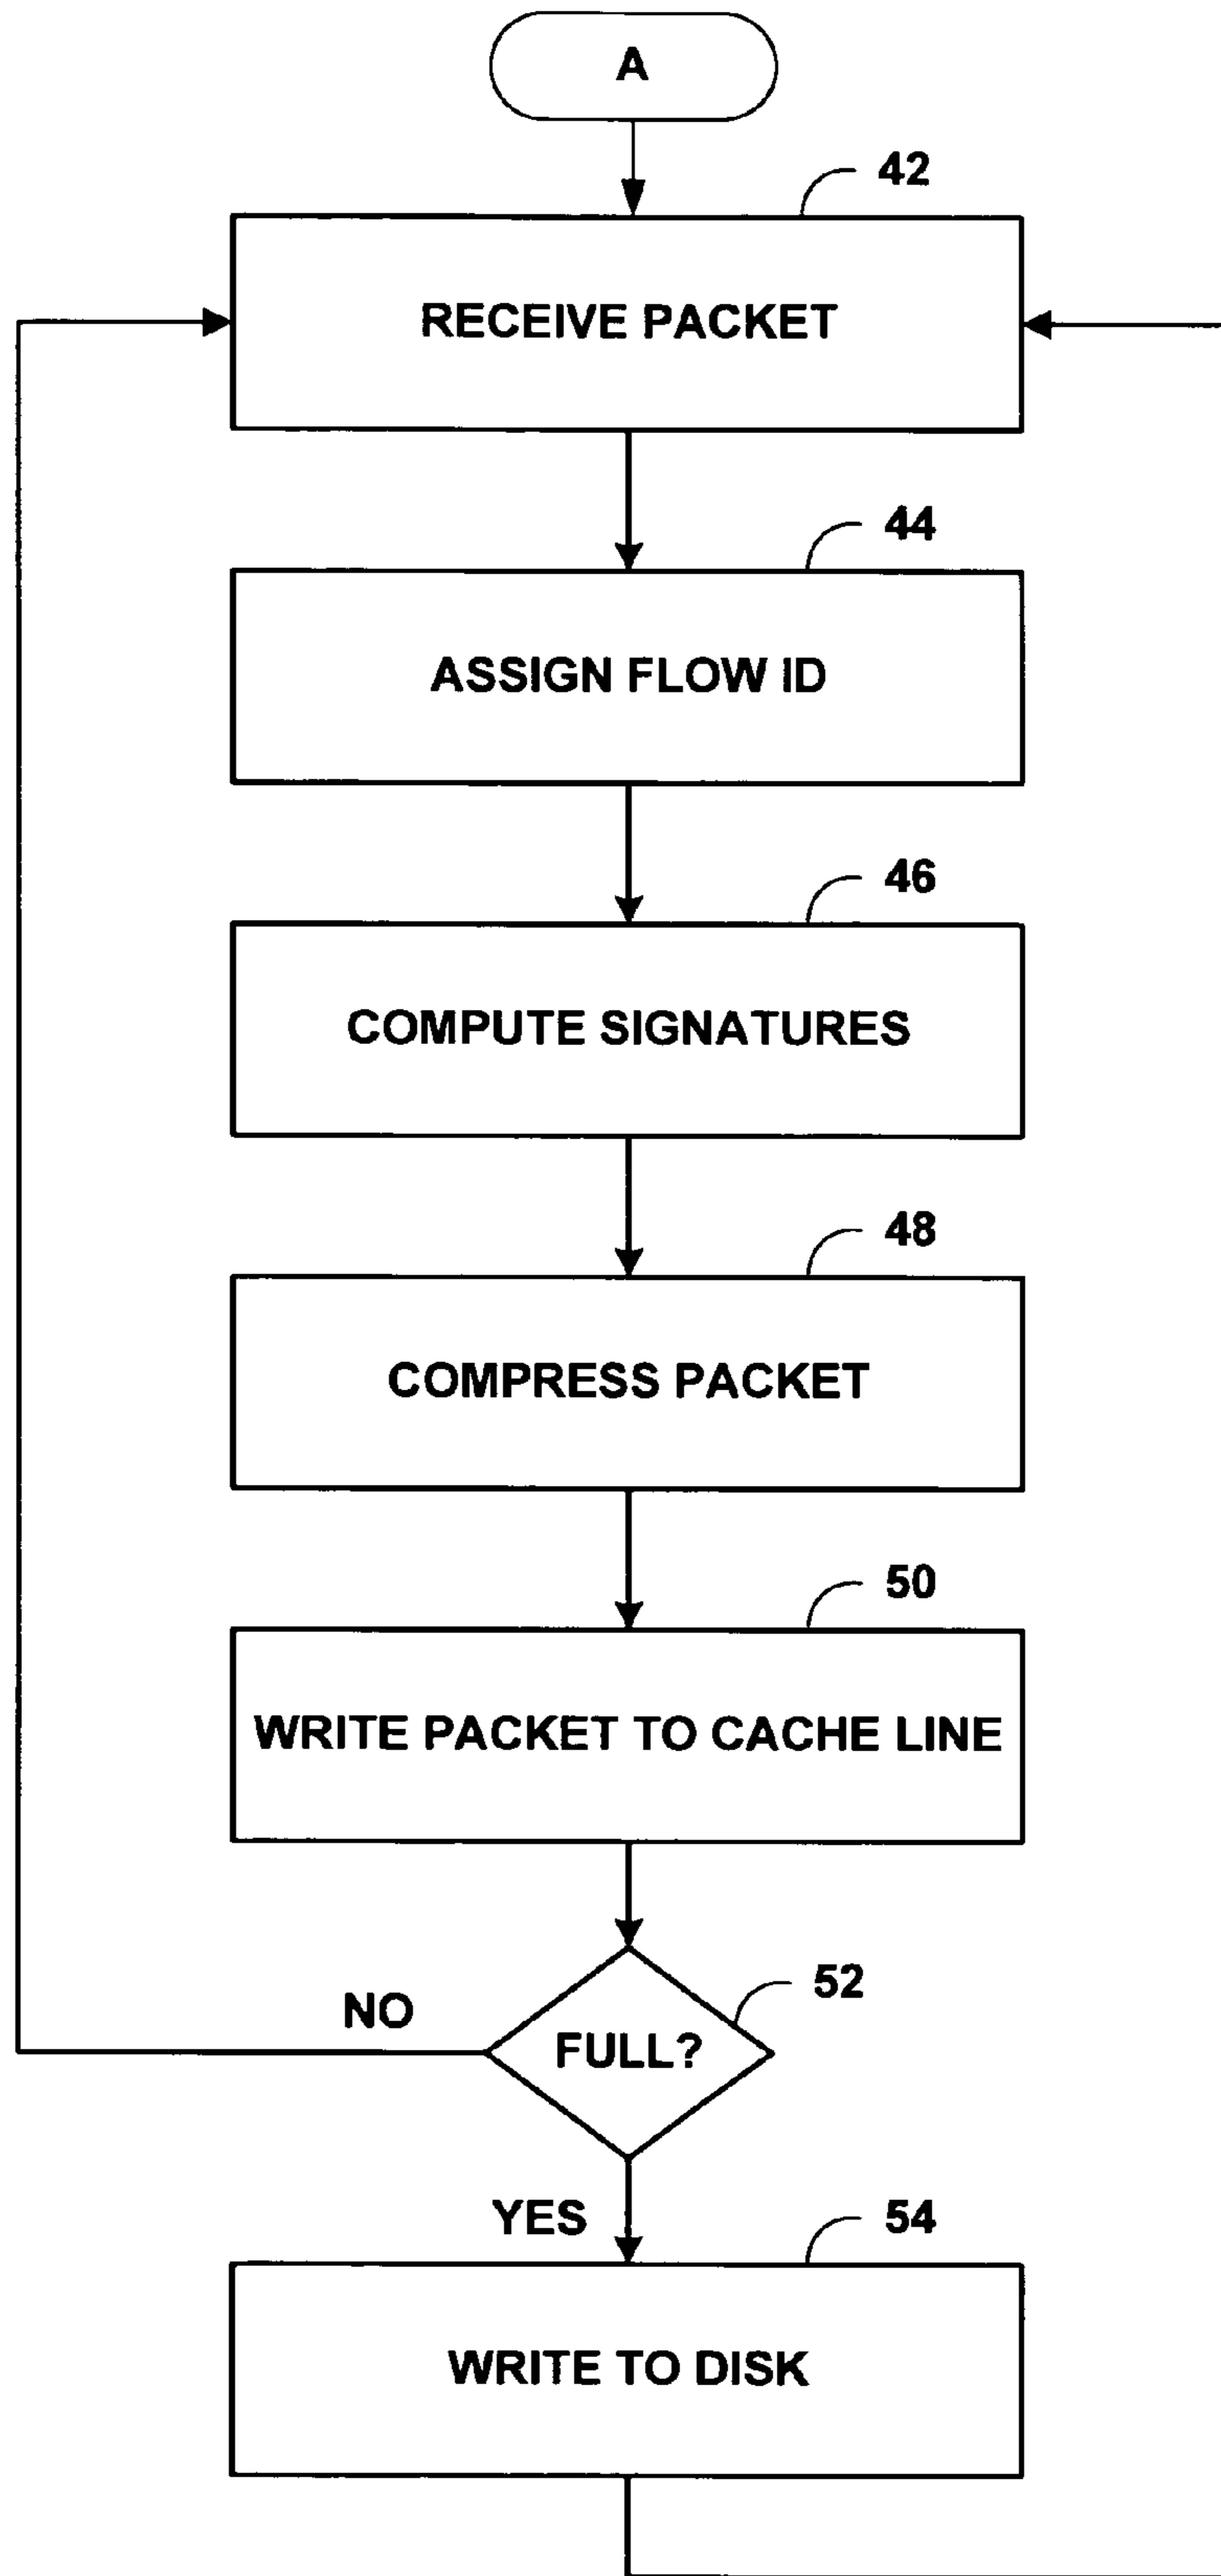 A
42
RECEIVE PACKET
44
ASSIGN FLOW ID
46
COMPUTE SIGNATURES
48
COMPRESS PACKET
50
WRITE PACKET TO CACHE LINE
52
NO
FULL?
YES
54
WRITE TO DISK